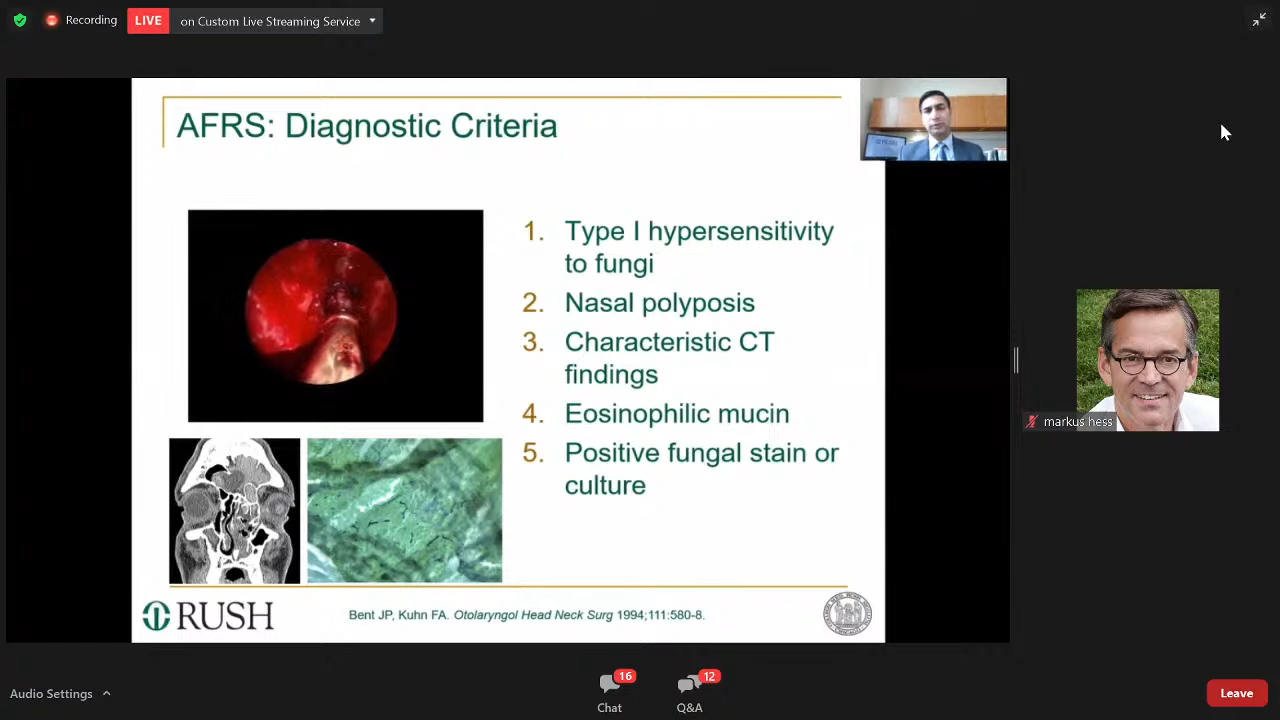 Recording
LIVE
on Custom Live Streaming Service
AFRS: Diagnostic Criteria
1. Type I hypersensitivity
to fungi
2. Nasal polyposis
3. Characteristic CT
findings
4. Eosinophilic mucin
5. Positive fungal stain or
culture
markus hess
RUSH
Bent JP, Kuhn FA. Otolaryngol Head Neck Surg 1994;111:580-8.
Audio Settings
16
Chat
12
Q&A
Leave